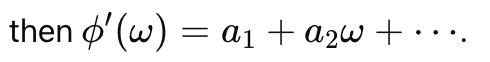 then ϕ′(ω) = a₁ + a₂ω + ⋯.